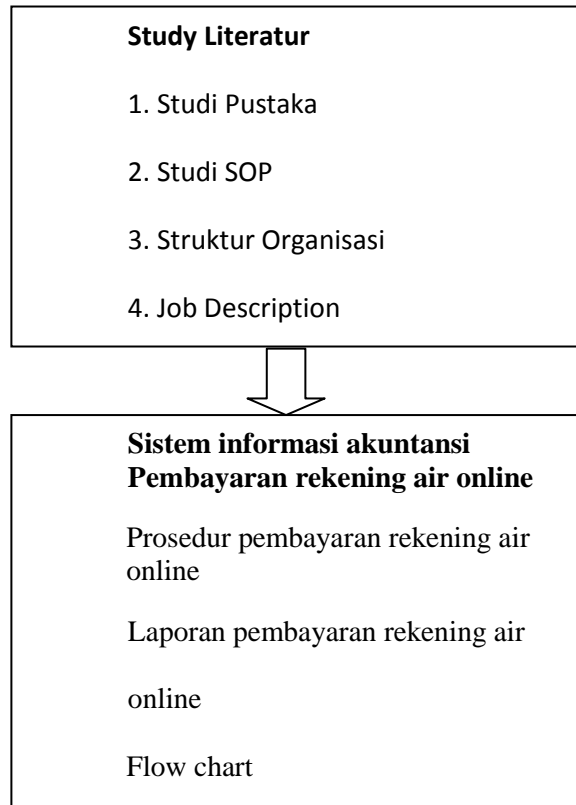 Study Literatur
1. Studi Pustaka
2. Studi SOP
3. Struktur Organisasi
4. Job Description
Sistem informasi akuntansi
Pembayaran rekening air online
Prosedur pembayaran rekening air
online
Laporan pembayaran rekening air
online
Flow chart